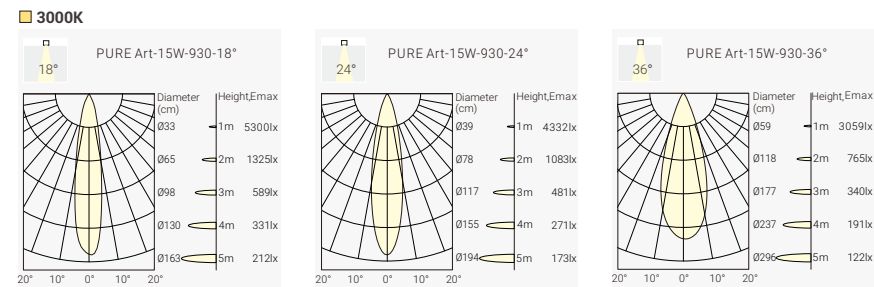 3000K
18°
PURE Art-15W-930-18°
Diameter (cm) Height,Emax
Ø33 1m 5300lx
Ø65 2m 1325lx
Ø98 3m 589lx
Ø130 4m 331lx
Ø163 5m 212lx
20° 10° 0° 10° 20°
24°
PURE Art-15W-930-24°
Diameter (cm) Height,Emax
Ø39 1m 4332lx
Ø78 2m 1083lx
Ø117 3m 481lx
Ø155 4m 271lx
Ø194 5m 173lx
20° 10° 0° 10° 20°
36°
PURE Art-15W-930-36°
Diameter (cm) Height,Emax
Ø59 1m 3059lx
Ø118 2m 765lx
Ø177 3m 340lx
Ø237 4m 191lx
Ø296 5m 122lx
20° 10° 0° 10° 20°